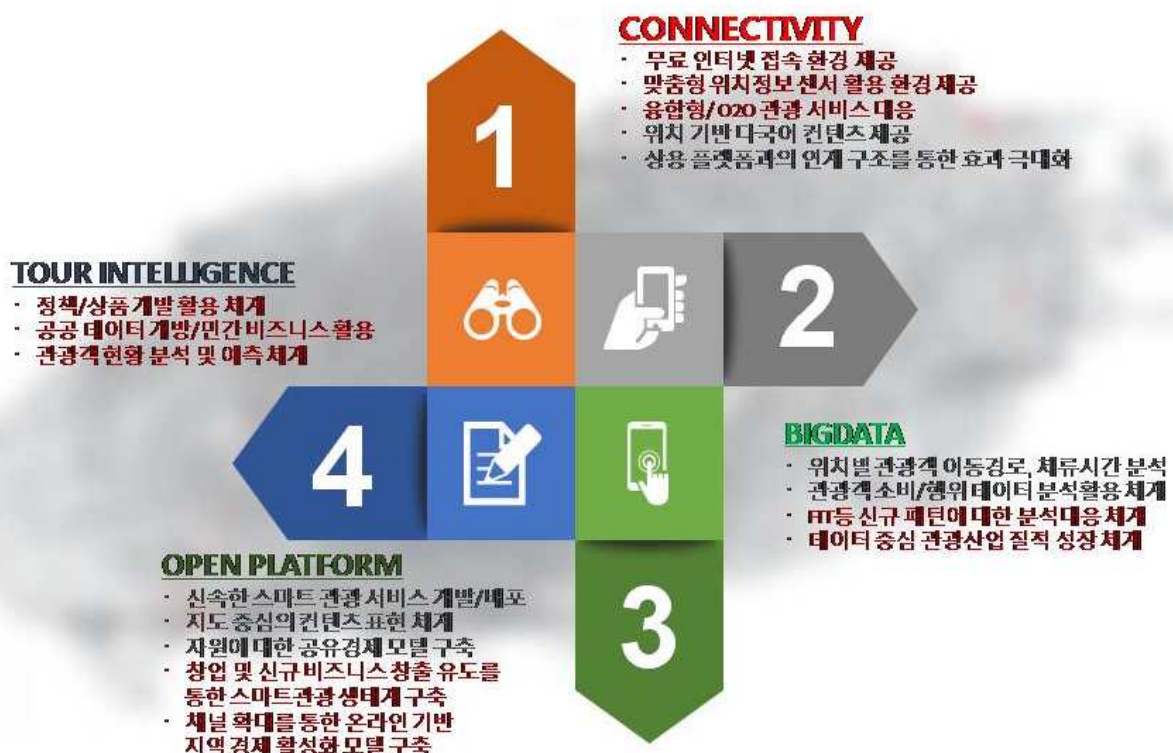 CONNECTIVITY
· 무료 인터넷 접속 환경 제공
· 맞춤형 위치정보 센서 활용 환경 제공
· 융합형/O2O 관광 서비스 대응
· 위치 기반 다국어 컨텐츠 제공
· 상용 플랫폼과의 연계 구조를 통한 효과 극대화
1
2
TOUR INTELLIGENCE
· 정책/상품 개발 활용 체계
· 공공 데이터 개방/민간 비즈니스 활용
· 관광객 현황 분석 및 예측 체계
4
BIGDATA
· 위치별 관광객 이동경로, 체류시간 분석
· 관광객 소비/행위 데이터 분석활용 체계
· FIT등 신규 패턴에 대한 분석대응 체계
· 데이터 중심 관광산업 질적 성장 체계
3
OPEN PLATFORM
· 신속한 스마트 관광 서비스 개발/배포
· 지도 중심의 컨텐츠 표현 체계
· 자원에 대한 공유경제 모델 구축
· 창업 및 신규 비즈니스 창출 유도를
통한 스마트관광 생태계 구축
· 채널 확대를 통한 온라인 기반
지역 경제 활성화 모델 구축